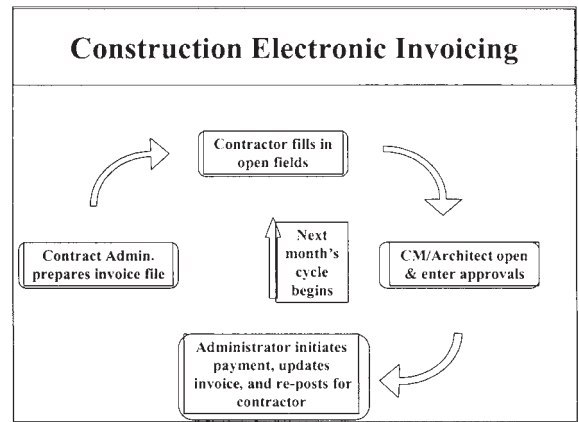 Construction Electronic Invoicing
Contractor fills in
open fields
Contract Admin.
prepares invoice file
Next
month's
cycle
begins
CM/Architect open
& enter approvals
Administrator initiates
payment, updates
invoice, and re-posts for
contractor